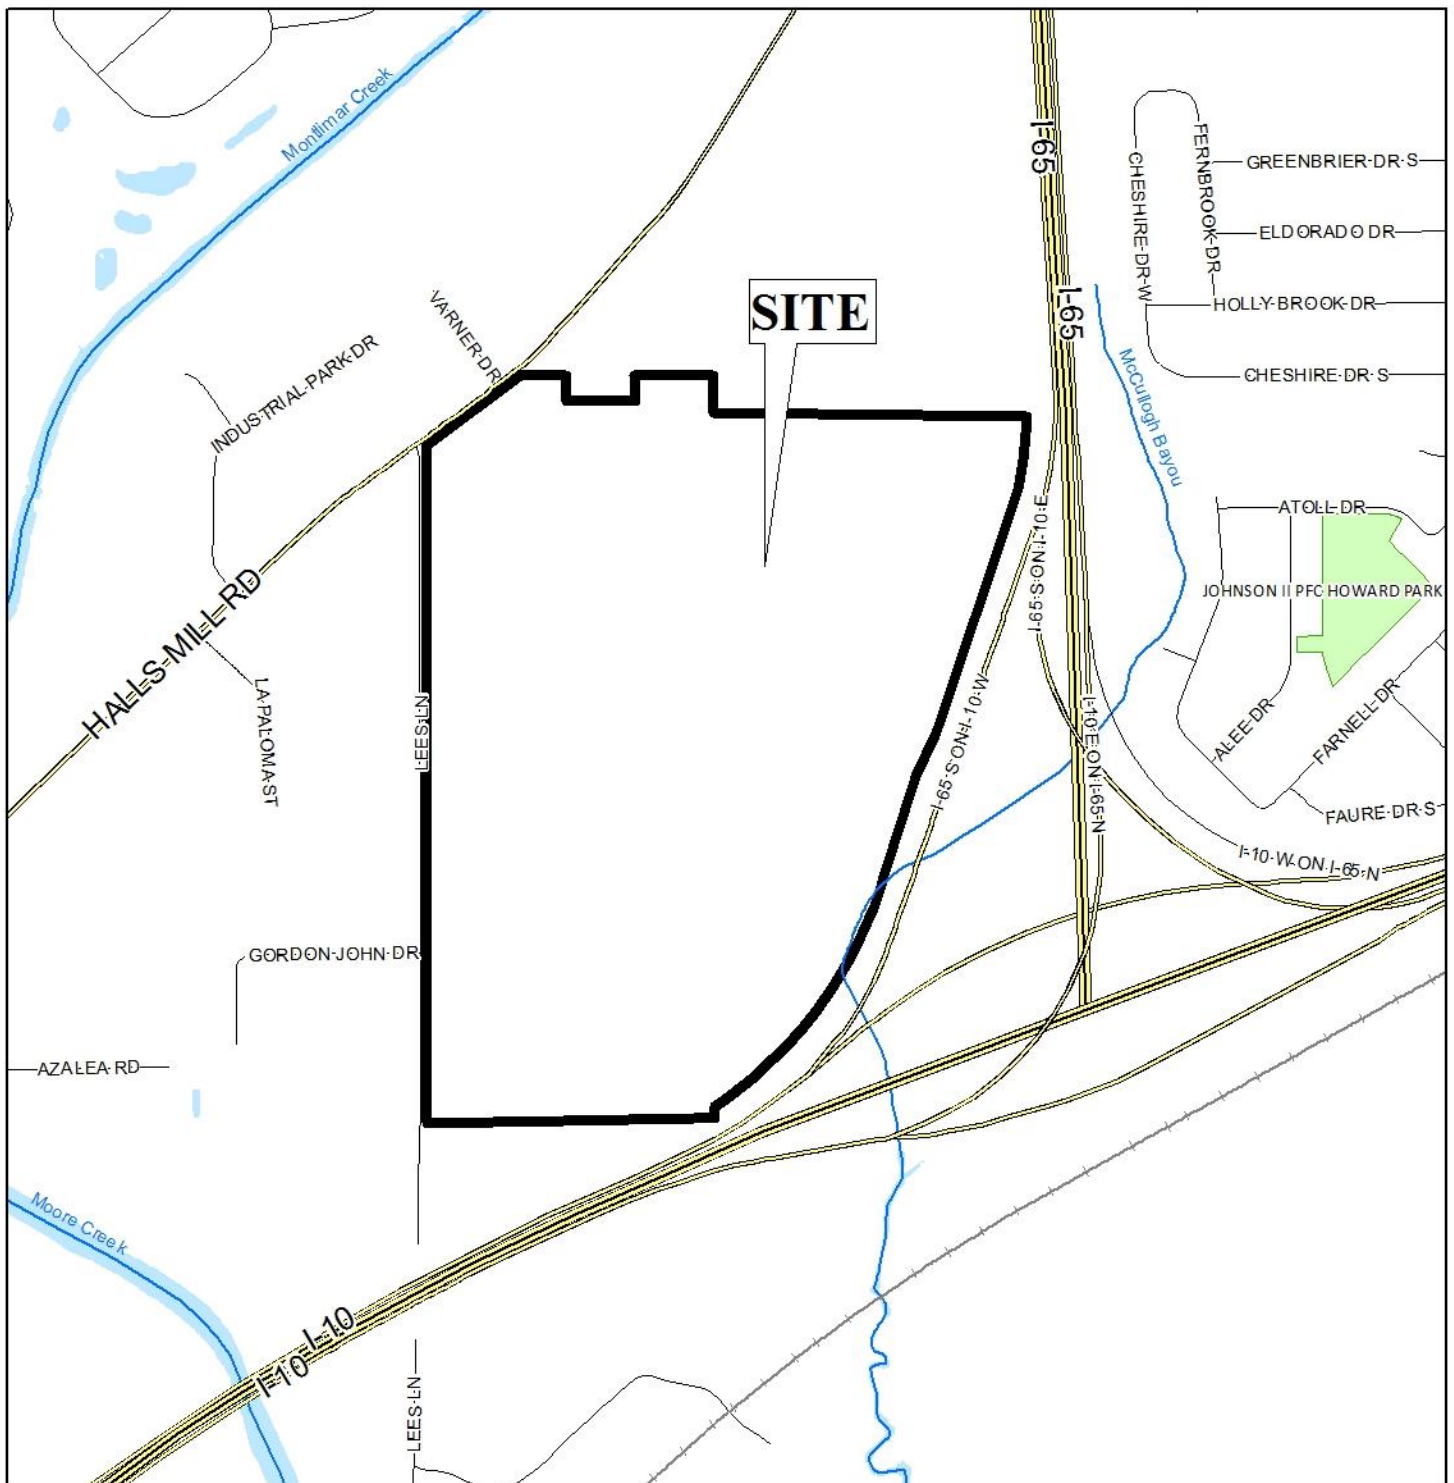 Montlimar Creek
I-65
FERNBROOK-DR
CHESHIRE-DR-W
GREENBRIER-DR-S
ELDORADO DR
HOLLY-BROOK-DR
CHESHIRE-DR-S
I-65
SITE
VARNER-DR
INDUSTRIAL-PARK-DR
McCullogh Bayou
I-65-S-ON-I-10-E
ATOLL-DR
JOHNSON II PFC HOWARD PARK
HALLS-MILL-RD
LA-PALOMA-ST
LEES-LN
I-65-S-ON-I-10-W
I-10-E-ON-I-65-N
ALEE-DR
FARNELL-DR
FAURE-DR-S
I-10-W-ON-I-65-N
GORDON-JOHN-DR
AZALEA-RD
Moore Creek
I-10
I-10
LEES-LN